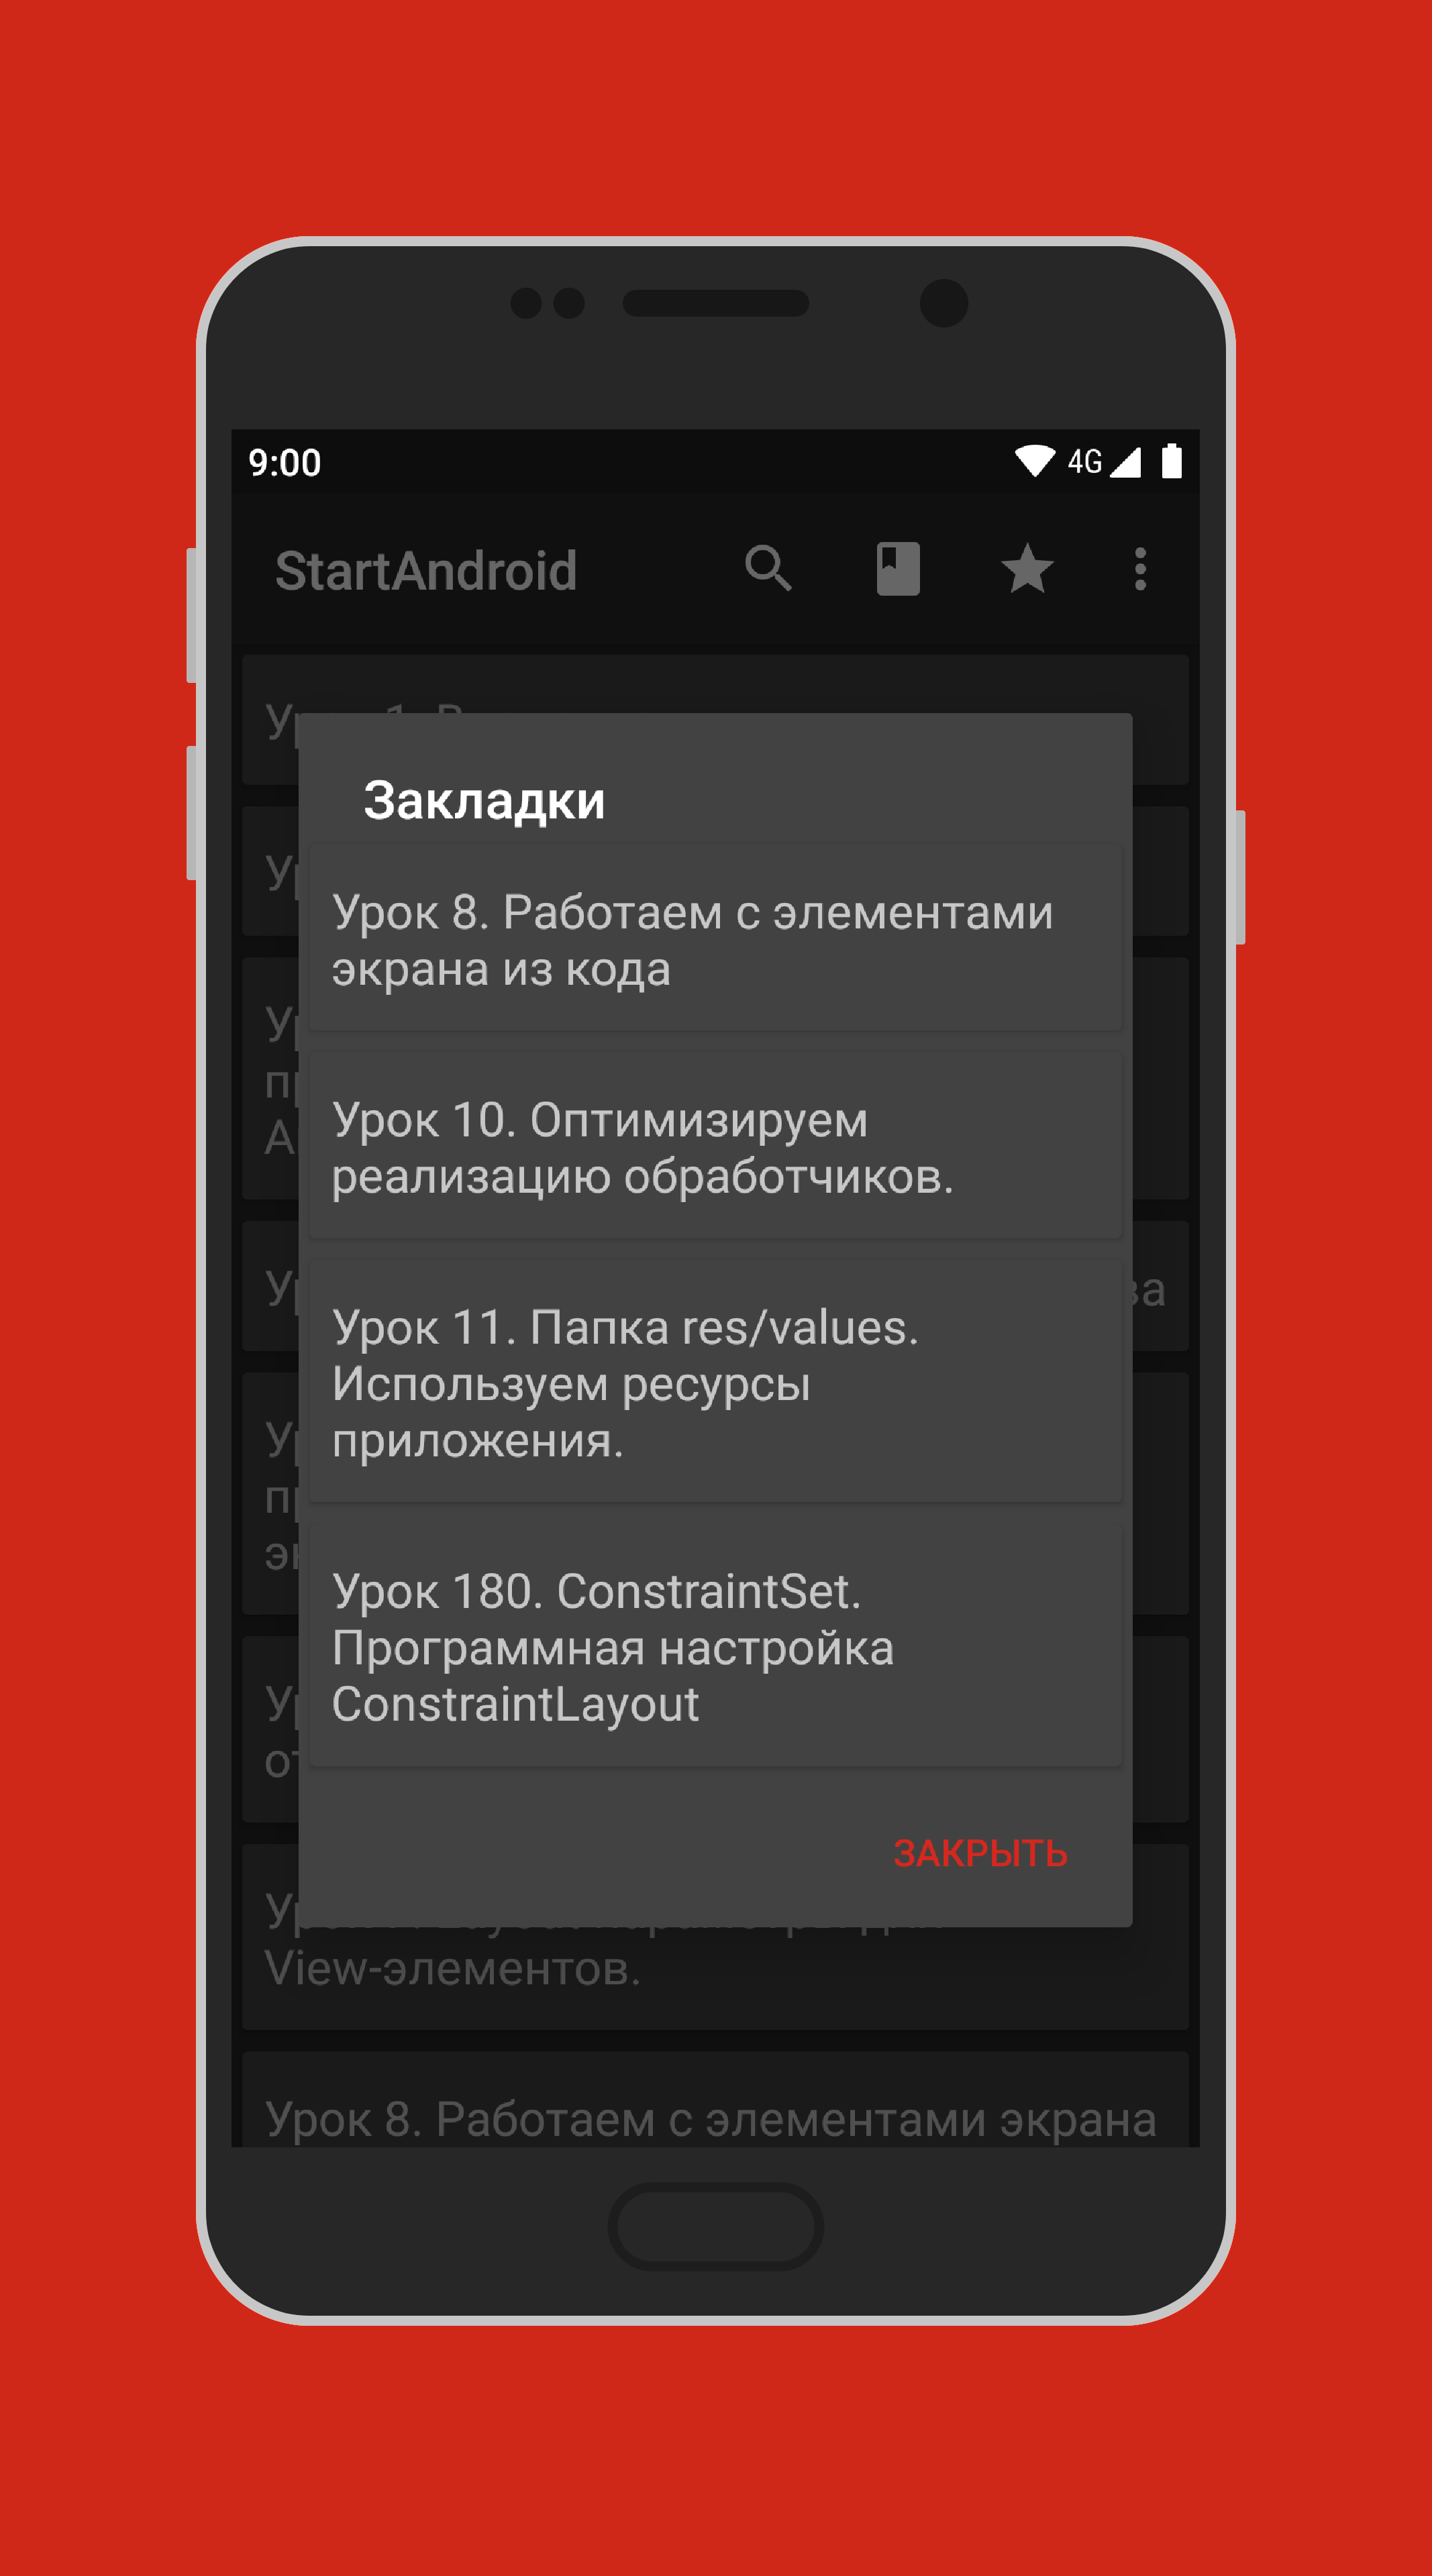 9:00
4G
StartAndroid
Закладки
Урок 8. Работаем с элементами
экрана из кода
Урок 10. Оптимизируем
реализацию обработчиков.
Урок 11. Папка res/values.
Используем ресурсы
приложения.
Урок 180. ConstraintSet.
Программная настройка
ConstraintLayout
ЗАКРЫТЬ
View-элементов.
Урок 8. Работаем с элементами экрана